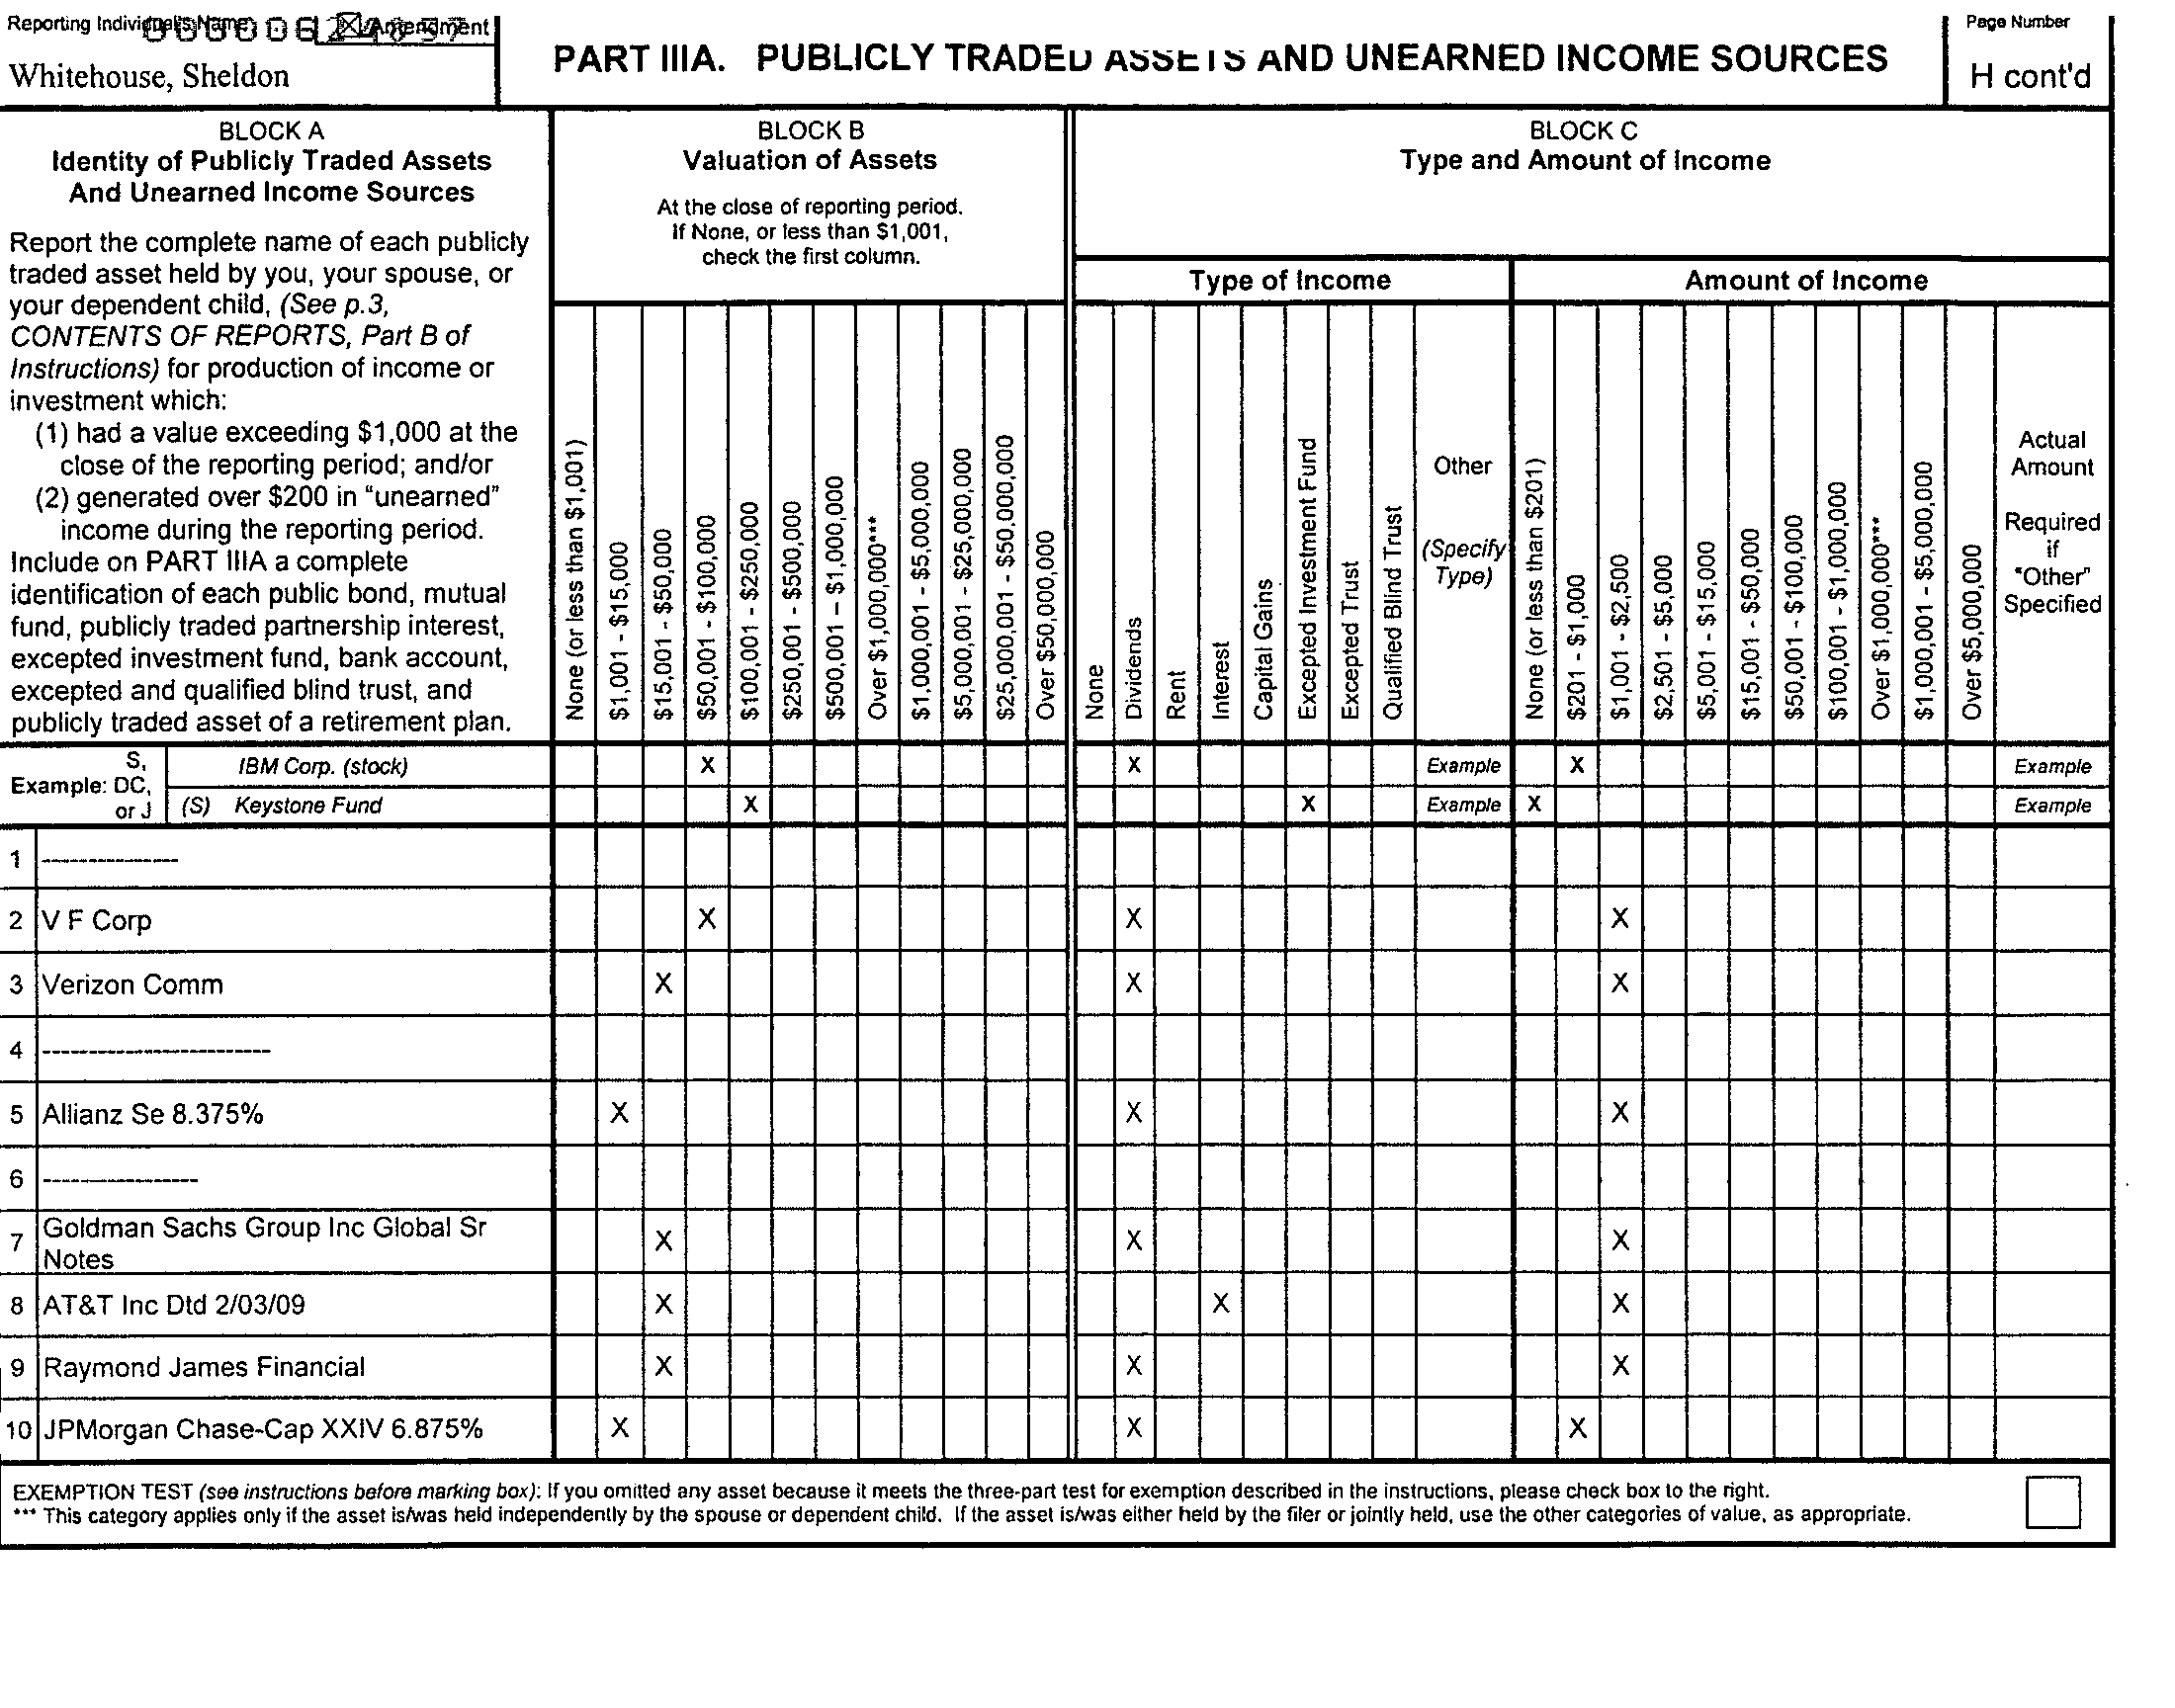 Reporting Individual's Name
Amendment
Whitehouse, Sheldon
PART IIIA. PUBLICLY TRADED ASSETS AND UNEARNED INCOME SOURCES
Page Number
H cont'd
BLOCK A
Identity of Publicly Traded Assets
And Unearned Income Sources
Report the complete name of each publicly
traded asset held by you, your spouse, or
your dependent child, (See p.3,
CONTENTS OF REPORTS, Part B of
Instructions) for production of income or
investment which:
(1) had a value exceeding $1,000 at the
close of the reporting period; and/or
(2) generated over $200 in "unearned"
income during the reporting period.
Include on PART IIIA a complete
identification of each public bond, mutual
fund, publicly traded partnership interest,
excepted investment fund, bank account,
excepted and qualified blind trust, and
publicly traded asset of a retirement plan.
BLOCK B
Valuation of Assets
At the close of reporting period.
If None, or less than $1,001,
check the first column.
None (or less than $1,001)
$1,001 - $15,000
$15,001 - $50,000
$50,001 - $100,000
$100,001 - $250,000
$250,001 - $500,000
$500,001 – $1,000,000
Over $1,000,000***
$1,000,001 - $5,000,000
$5,000,001 - $25,000,000
$25,000,001 - $50,000,000
Over $50,000,000
BLOCK C
Type and Amount of Income
Type of Income
None
Dividends
Rent
Interest
Capital Gains
Excepted Investment Fund
Excepted Trust
Qualified Blind Trust
Other
(Specify
Type)
Amount of Income
None (or less than $201)
$201 - $1,000
$1,001 - $2,500
$2,501 - $5,000
$5,001 - $15,000
$15,001 - $50,000
$50,001 - $100,000
$100,001 - $1,000,000
Over $1,000,000***
$1,000,001 - $5,000,000
Over $5,000,000
Actual
Amount
Required
if
"Other"
Specified
Example:
S,
DC,
or J
IBM Corp. (stock) X X Example X Example
(S) Keystone Fund X X Example X Example
1 ---------------
2 V F Corp X X X
3 Verizon Comm X X X
4 -------------------------
5 Allianz Se 8.375% X X X
6 -----------------
7 Goldman Sachs Group Inc Global Sr
Notes X X X
8 AT&T Inc Dtd 2/03/09 X X X
9 Raymond James Financial X X X
10 JPMorgan Chase-Cap XXIV 6.875% X X X
EXEMPTION TEST (see instructions before marking box): If you omitted any asset because it meets the three-part test for exemption described in the instructions, please check box to the right.
*** This category applies only if the asset is/was held independently by the spouse or dependent child. If the asset is/was either held by the filer or jointly held, use the other categories of value, as appropriate.